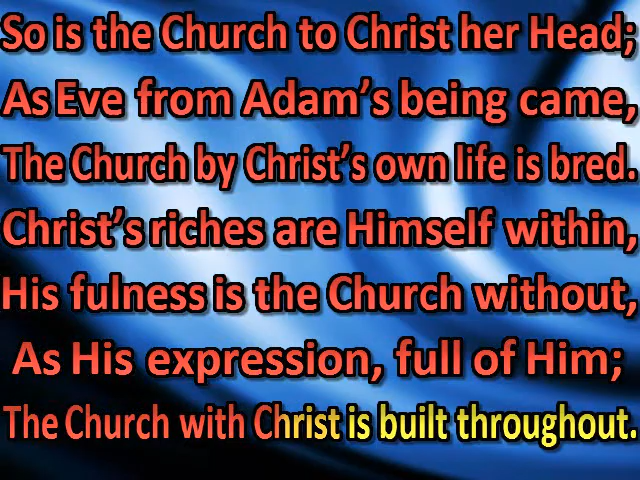 So is the Church to Christ her Head;
As Eve from Adam's being came,
The Church by Christ's own life is bred.
Christ's riches are Himself within,
His fulness is the Church without,
As His expression, full of Him;
The Church with Christ is built throughout.